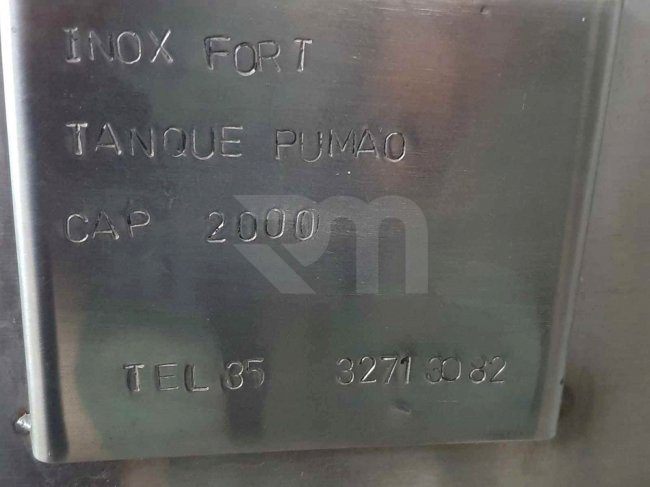 INOX FORT
TANQUE PUMAO
CAP 2000
TEL 35 3271 3082